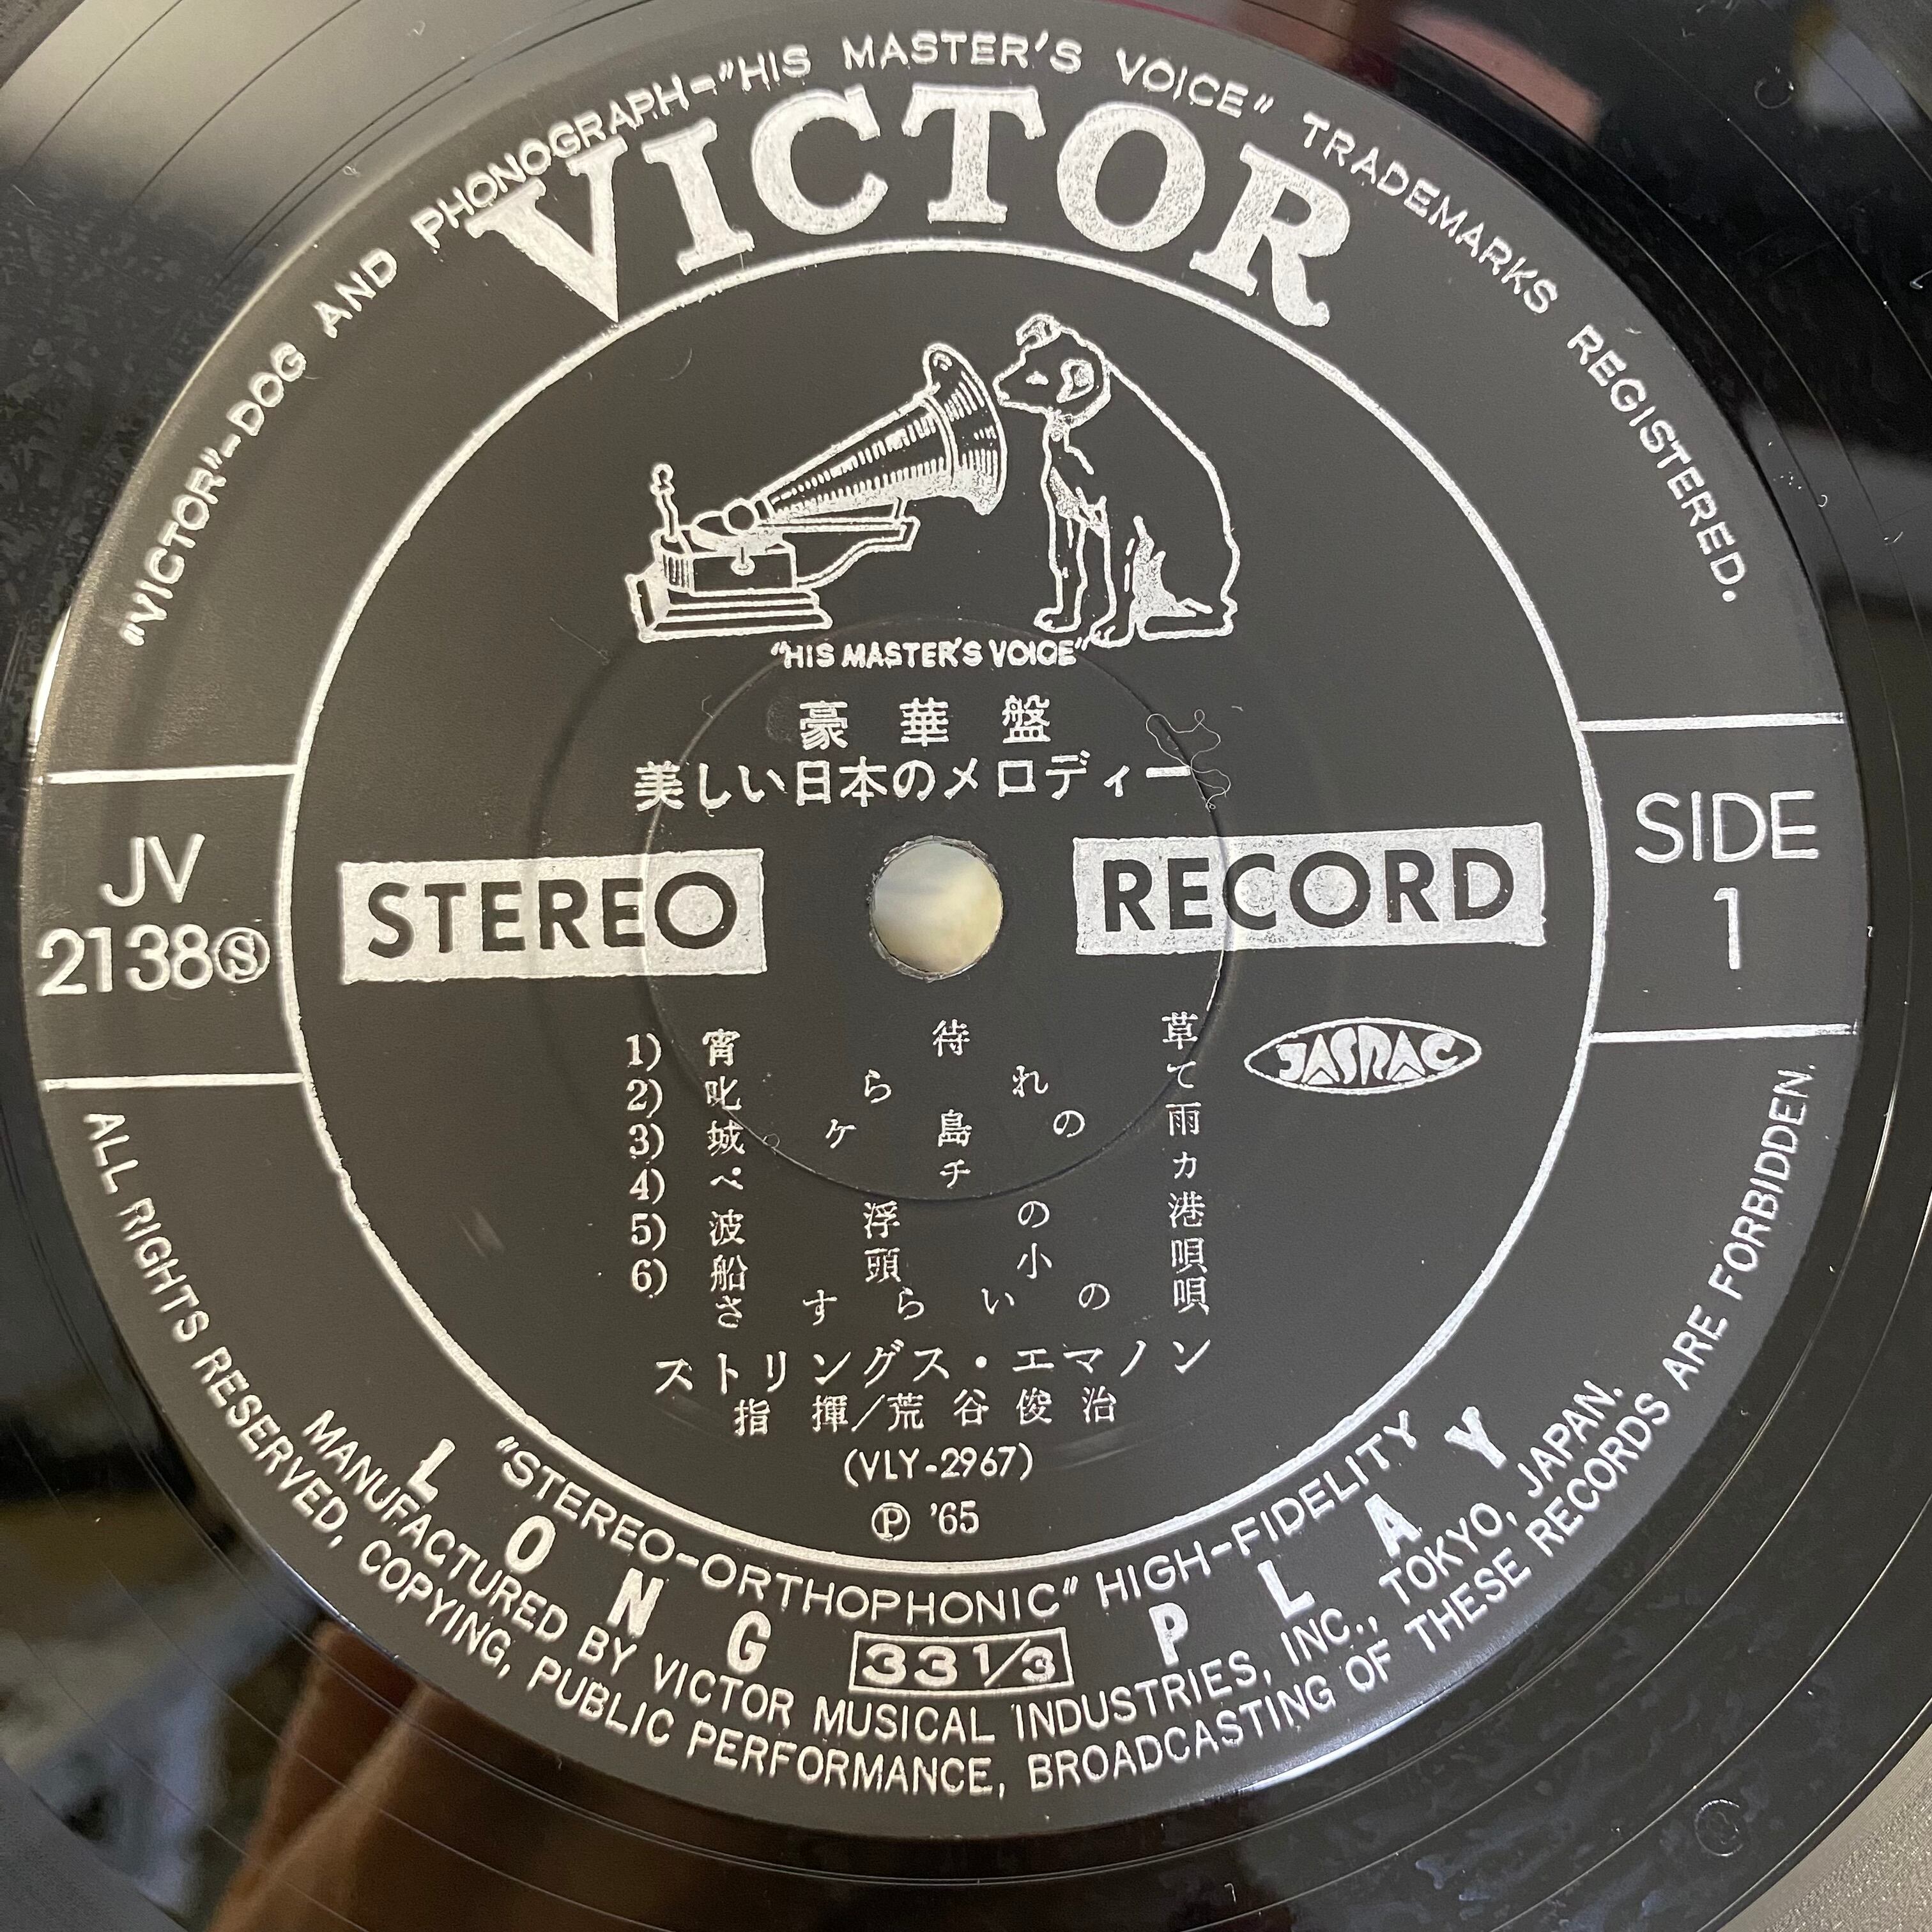 "VICTOR"-DOG AND PHONOGRAPH-"HIS MASTER'S VOICE" TRADEMARKS REGISTERED.
VICTOR
"HIS MASTER'S VOICE"
豪華盤
美しい日本のメロディー
JV
2138Ⓢ
STEREO
RECORD
SIDE
1
JASRAC
1) 宵待草
2) 叱られて
3) 城ケ島の雨
4) ペチカ
5) 波浮の港
6) 船頭小唄
さすらいの唄
ストリングス・エマノン
指揮/荒谷俊治
(VLY-2967)
Ⓟ '65
"STEREO-ORTHOPHONIC" HIGH-FIDELITY
LONG 33 1/3 PLAY
MANUFACTURED BY VICTOR MUSICAL INDUSTRIES, INC., TOKYO, JAPAN.
ALL RIGHTS RESERVED, COPYING, PUBLIC PERFORMANCE, BROADCASTING OF THESE RECORDS ARE FORBIDDEN.